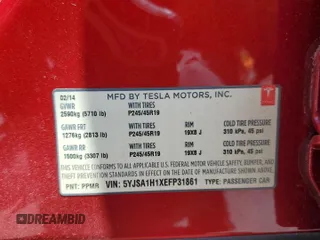 MFD BY TESLA MOTORS, INC.
02/14
GVWR WITH TIRES RIM COLD TIRE PRESSURE
2590kg (5710 lb) P245/45R19
GAWR FRT WITH TIRES RIM COLD TIRE PRESSURE
1276kg (2813 lb) P245/45R19 19X8 J 310 kPa, 45 psi
GAWR RR WITH TIRES RIM COLD TIRE PRESSURE
1500kg (3307 lb) P245/45R19 19X8 J 310 kPa, 45 psi
THIS VEHICLE CONFORMS TO ALL APPLICABLE FEDERAL
MOTOR VEHICLE SAFETY, BUMPER, AND THEFT PREVENTION
STANDARDS IN EFFECT ON THE DATE OF MANUFACTURE SHOWN ABOVE.
PNT: PPMR VIN: 5YJSA1H1XEFP31861 TYPE: PASSENGER CAR